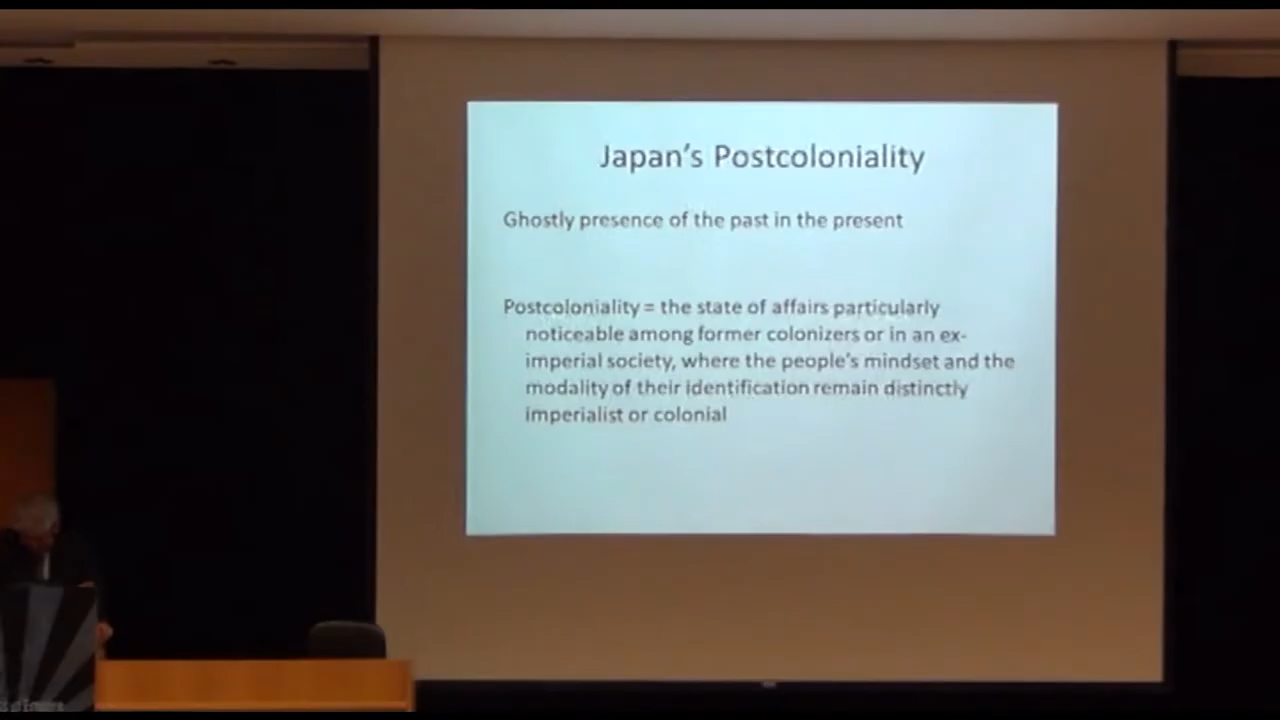 Japan's Postcoloniality
Ghostly presence of the past in the present
Postcoloniality = the state of affairs particularly
noticeable among former colonizers or in an ex-
imperial society, where the people's mindset and the
modality of their identification remain distinctly
imperialist or colonial